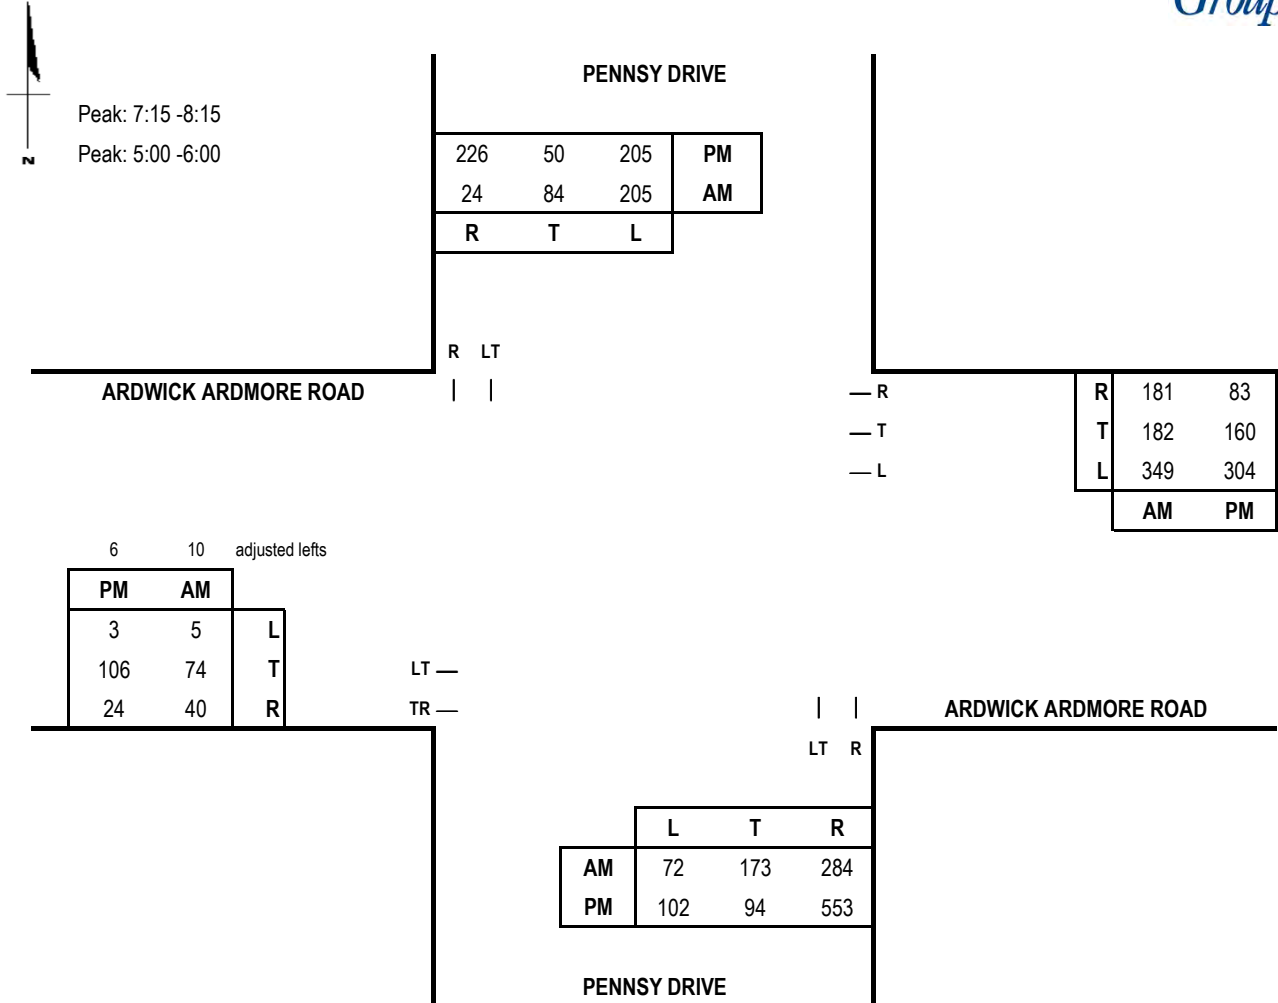 Group
PENNSY DRIVE
Peak: 7:15 -8:15
Peak: 5:00 -6:00
N
226 50 205 PM
24 84 205 AM
R T L
R LT
ARDWICK ARDMORE ROAD
R
T
L
R 181 83
T 182 160
L 349 304
AM PM
6 10 adjusted lefts
PM AM
3 5 L
106 74 T
24 40 R
LT
TR
ARDWICK ARDMORE ROAD
LT R
L T R
AM 72 173 284
PM 102 94 553
PENNSY DRIVE